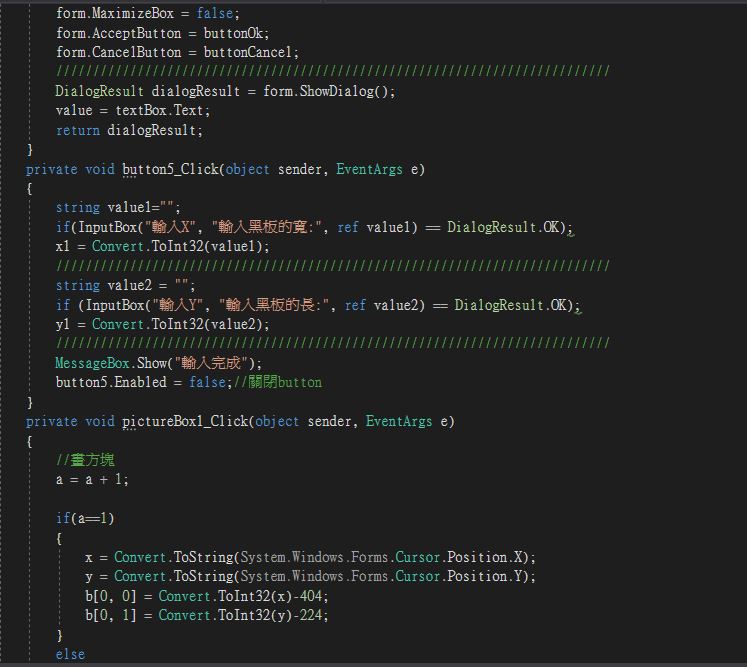 form.MaximizeBox = false;
form.AcceptButton = buttonOk;
form.CancelButton = buttonCancel;
///////////////////////////////////////////////////////////////////////////
DialogResult dialogResult = form.ShowDialog();
value = textBox.Text;
return dialogResult;
}
private void button5_Click(object sender, EventArgs e)
{
string value1="";
if(InputBox("輸入X", "輸入黑板的寬:", ref value1) == DialogResult.OK);
x1 = Convert.ToInt32(value1);
///////////////////////////////////////////////////////////////////////////
string value2 = "";
if (InputBox("輸入Y", "輸入黑板的長:", ref value2) == DialogResult.OK);
y1 = Convert.ToInt32(value2);
///////////////////////////////////////////////////////////////////////////
MessageBox.Show("輸入完成");
button5.Enabled = false;//關閉button
}
private void pictureBox1_Click(object sender, EventArgs e)
{
//畫方塊
a = a + 1;
if(a==1)
{
x = Convert.ToString(System.Windows.Forms.Cursor.Position.X);
y = Convert.ToString(System.Windows.Forms.Cursor.Position.Y);
b[0, 0] = Convert.ToInt32(x)-404;
b[0, 1] = Convert.ToInt32(y)-224;
}
else